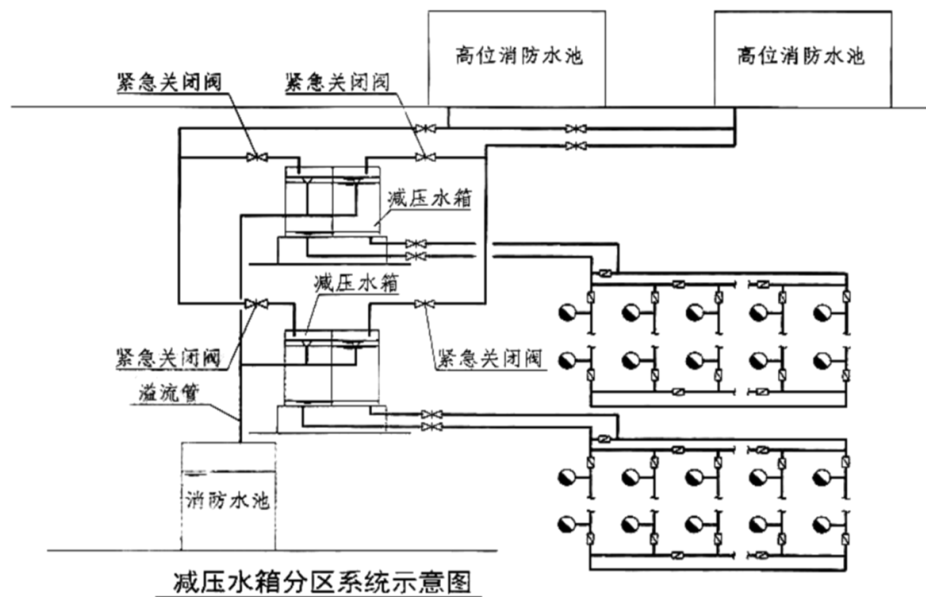 高位消防水池
高位消防水池
紧急关闭阀
紧急关闭阀
减压水箱
减压水箱
紧急关闭阀
紧急关闭阀
溢流管
消防水池
减压水箱分区系统示意图